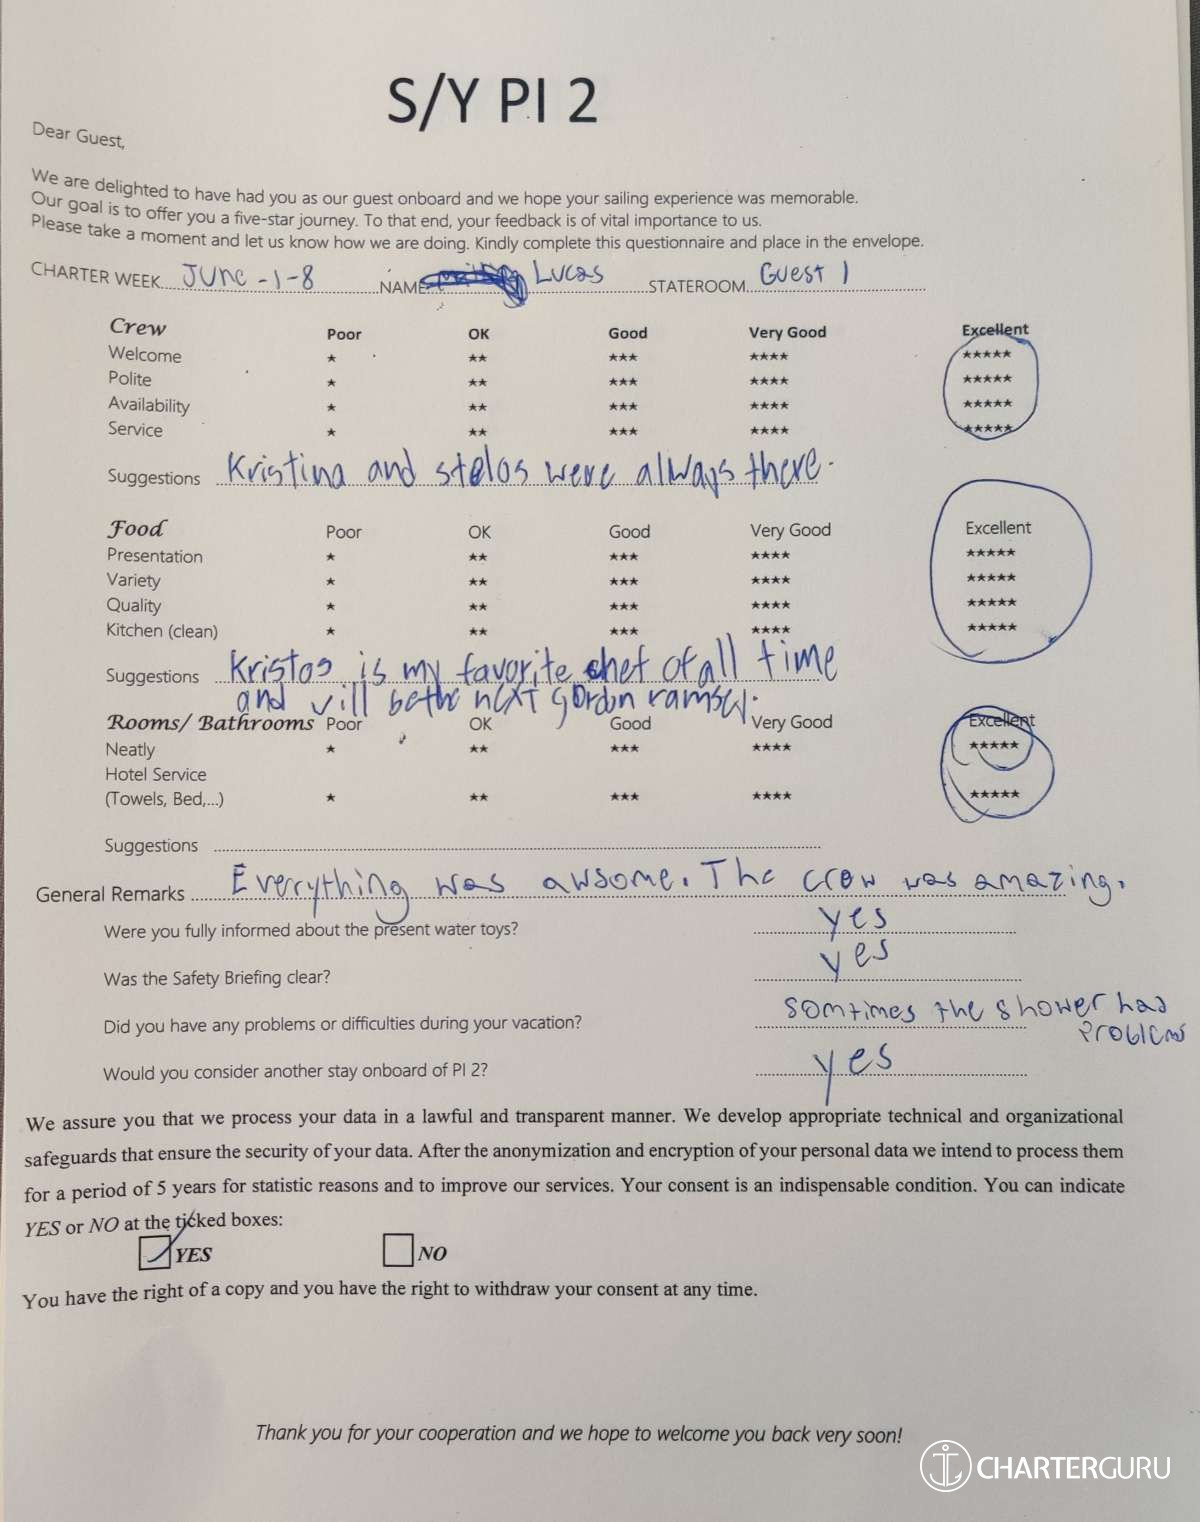 S/Y PI 2
Dear Guest,
We are delighted to have had you as our guest onboard and we hope your sailing experience was memorable.
Our goal is to offer you a five-star journey. To that end, your feedback is of vital importance to us.
Please take a moment and let us know how we are doing. Kindly complete this questionnaire and place in the envelope.
CHARTER WEEK JUNe -1-8 NAME Lucas STATEROOM Guest 1
Crew Poor OK Good Very Good Excellent
Welcome ★ ★★ ★★★ ★★★★ ★★★★★
Polite ★ ★★ ★★★ ★★★★ ★★★★★
Availability ★ ★★ ★★★ ★★★★ ★★★★★
Service ★ ★★ ★★★ ★★★★ ★★★★★
Suggestions Kristina and stelos were always there.
Food Poor OK Good Very Good Excellent
Presentation ★ ★★ ★★★ ★★★★ ★★★★★
Variety ★ ★★ ★★★ ★★★★ ★★★★★
Quality ★ ★★ ★★★ ★★★★ ★★★★★
Kitchen (clean) ★ ★★ ★★★ ★★★★ ★★★★★
Suggestions Kristos is my favorite chef of all time
and will be the next gordon ramsey.
Rooms/ Bathrooms Poor OK Good Very Good Excellent
Neatly ★ ★★ ★★★ ★★★★ ★★★★★
Hotel Service
(Towels, Bed,...) ★ ★★ ★★★ ★★★★ ★★★★★
Suggestions
General Remarks Everrything was awsome. The crew was amazing.
Were you fully informed about the present water toys? yes
Was the Safety Briefing clear? yes
Did you have any problems or difficulties during your vacation? somtimes the shower had
problems
Would you consider another stay onboard of PI 2? yes
We assure you that we process your data in a lawful and transparent manner. We develop appropriate technical and organizational
safeguards that ensure the security of your data. After the anonymization and encryption of your personal data we intend to process them
for a period of 5 years for statistic reasons and to improve our services. Your consent is an indispensable condition. You can indicate
YES or NO at the ticked boxes:
YES NO
You have the right of a copy and you have the right to withdraw your consent at any time.
Thank you for your cooperation and we hope to welcome you back very soon!
CHARTERGURU